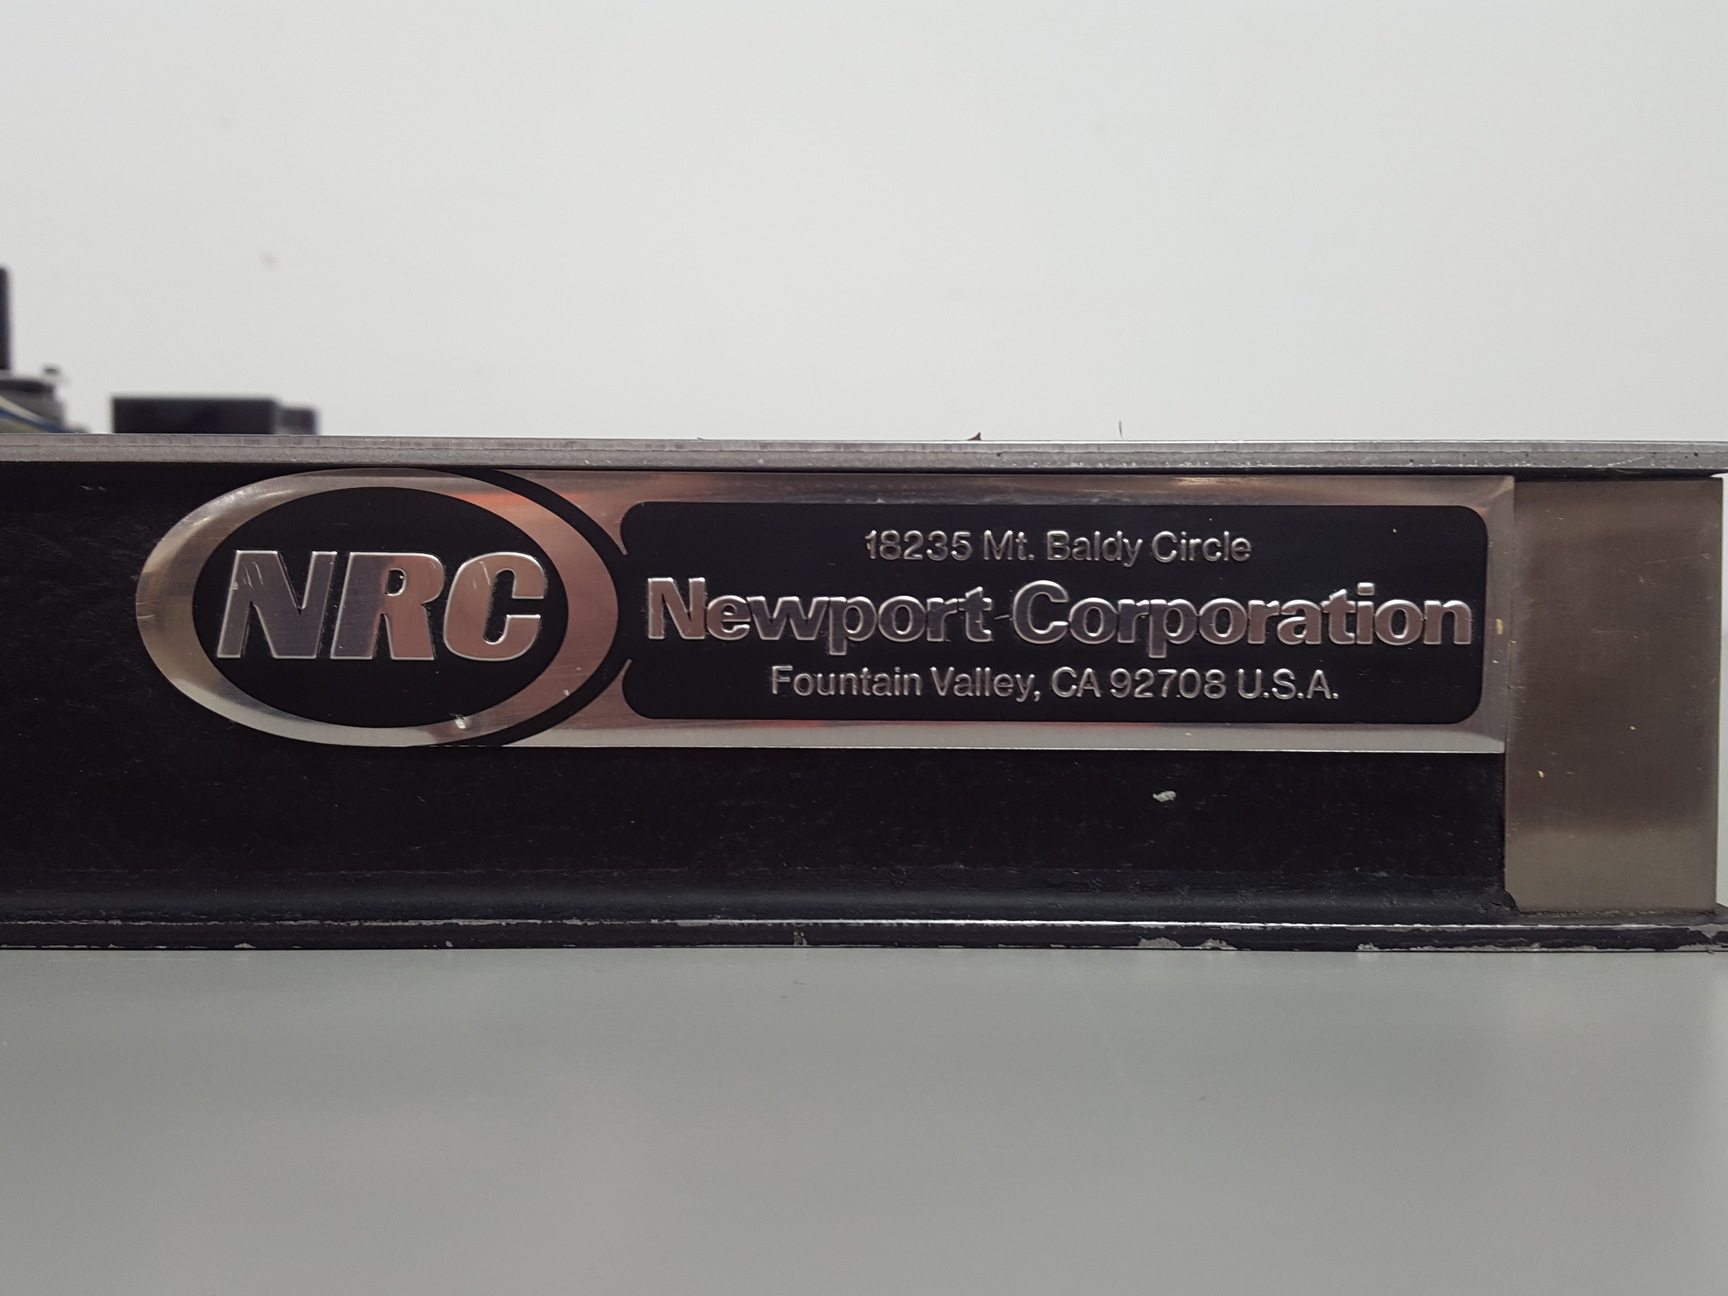 NRC
18235 Mt. Baldy Circle
Newport Corporation
Fountain Valley, CA 92708 U.S.A.